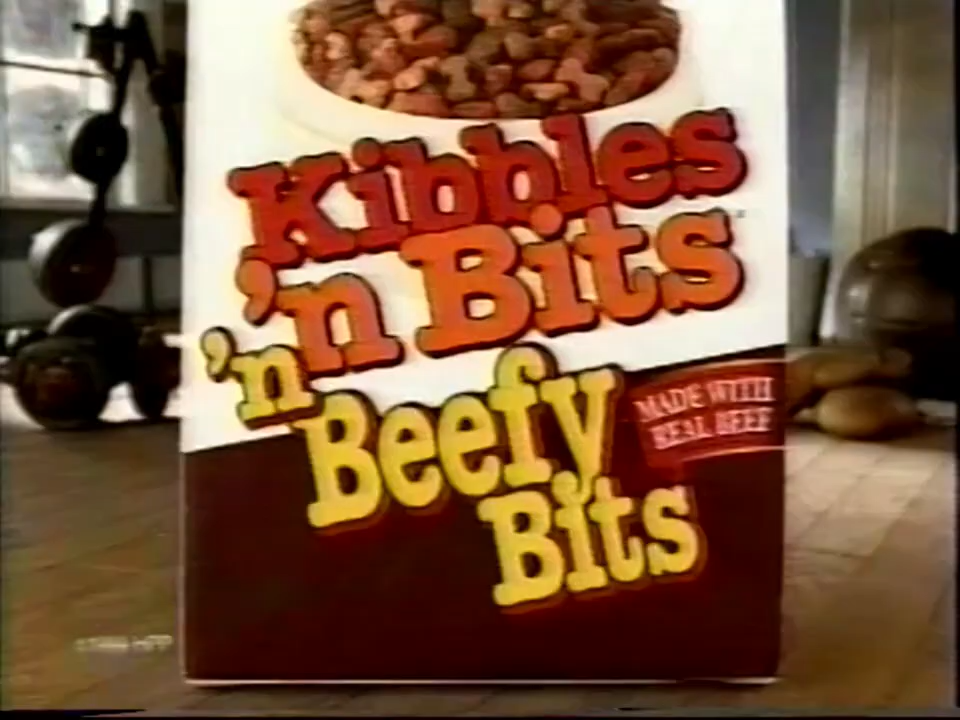 Kibbles
'n Bits
'n Beefy
Bits
MADE WITH
REAL BEEF